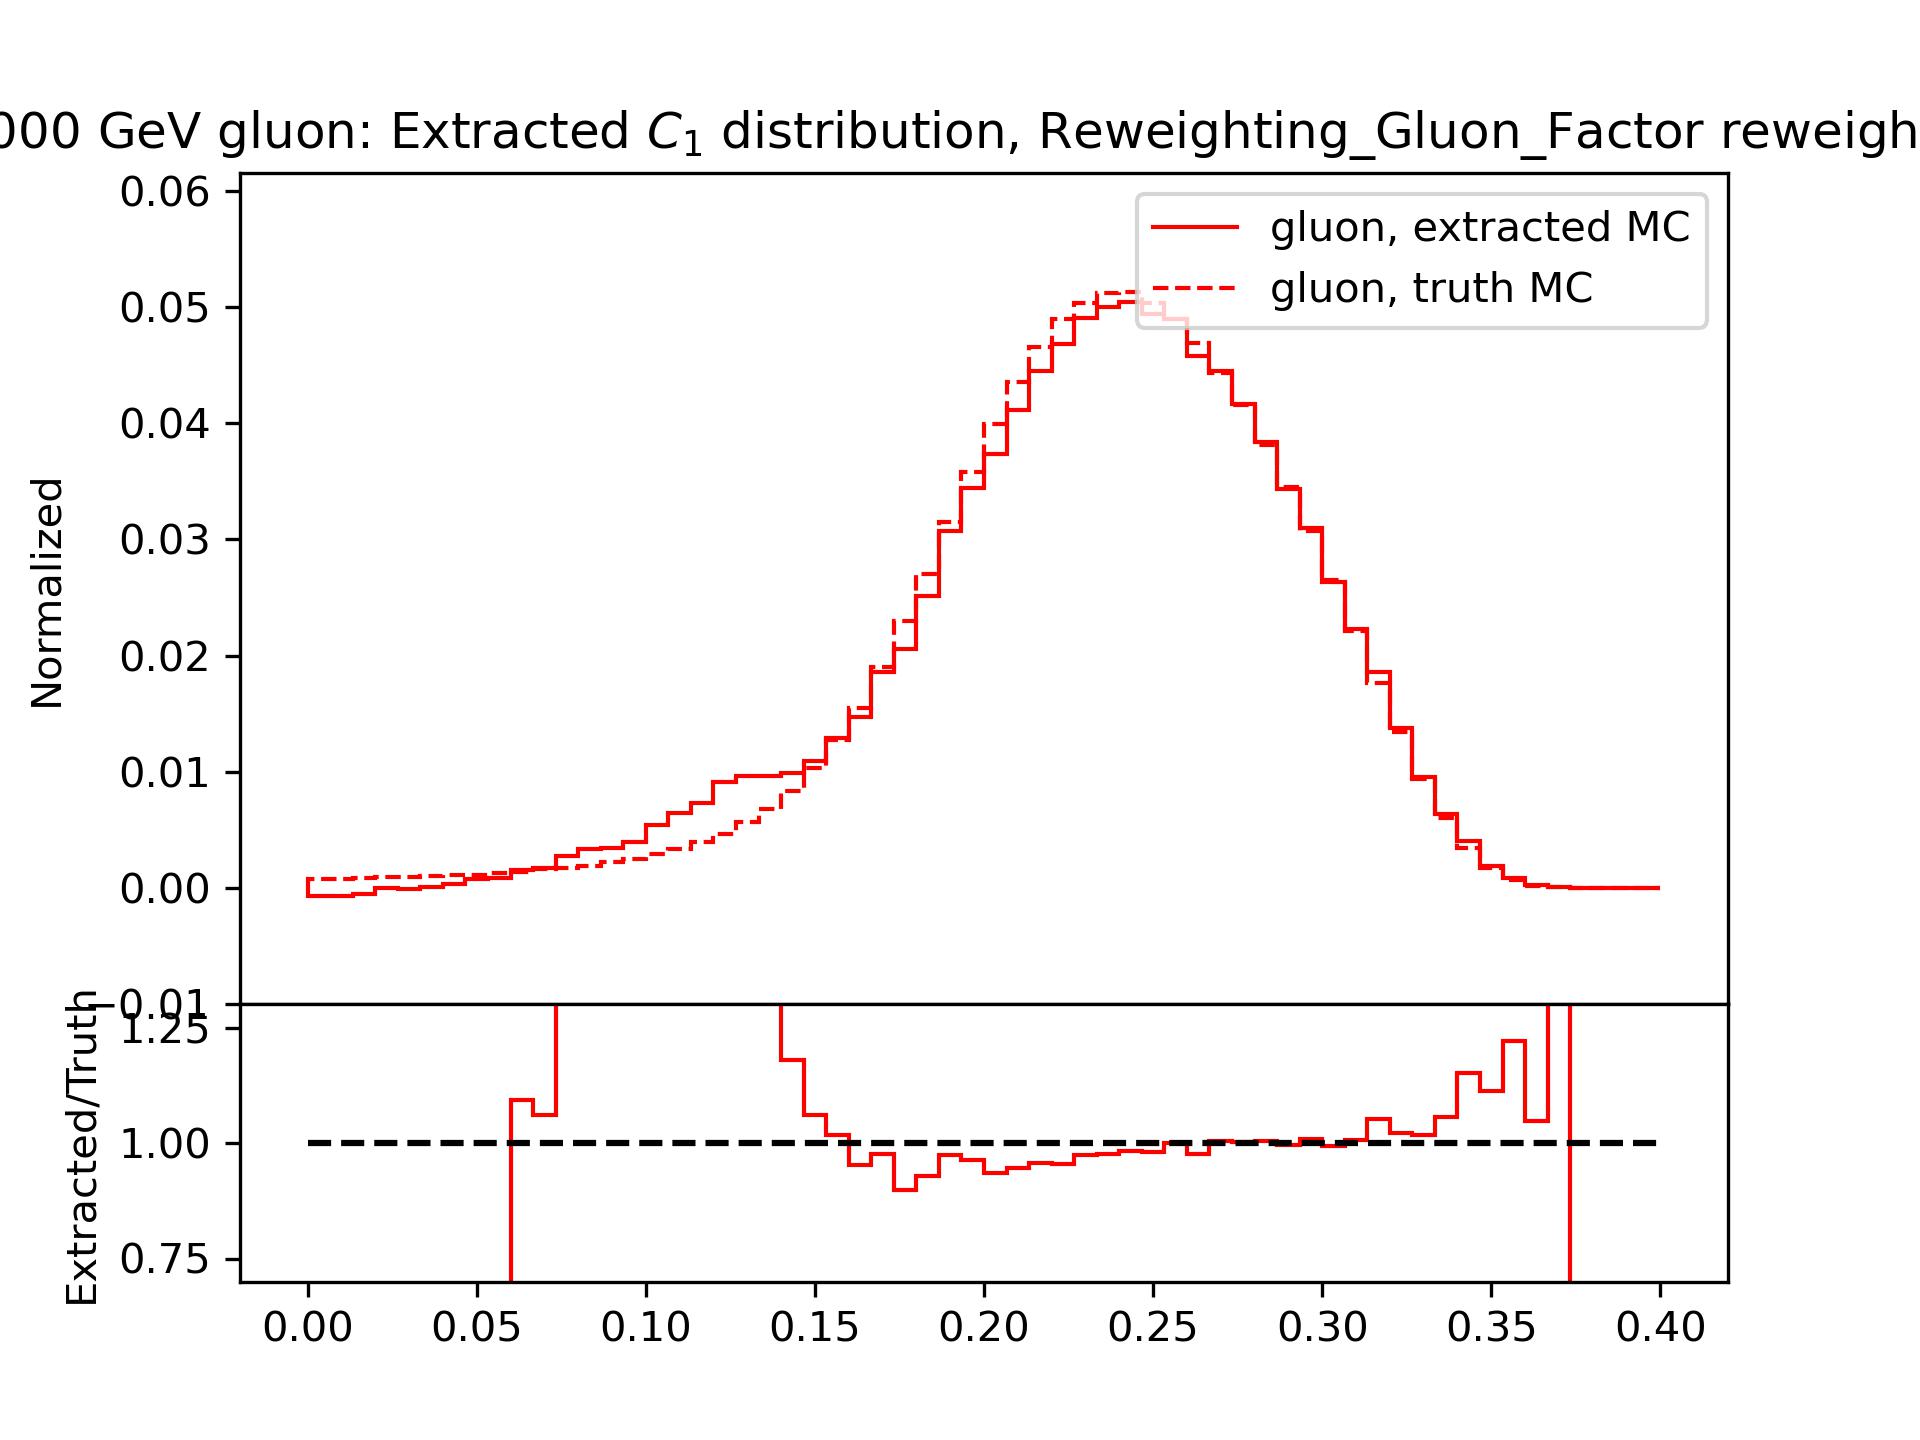 000 GeV gluon: Extracted C₁ distribution, Reweighting_Gluon_Factor reweigh
gluon, extracted MC
gluon, truth MC
Normalized
0.06
0.05
0.04
0.03
0.02
0.01
0.00
−0.01
Extracted/Truth
1.25
1.00
0.75
0.00 0.05 0.10 0.15 0.20 0.25 0.30 0.35 0.40